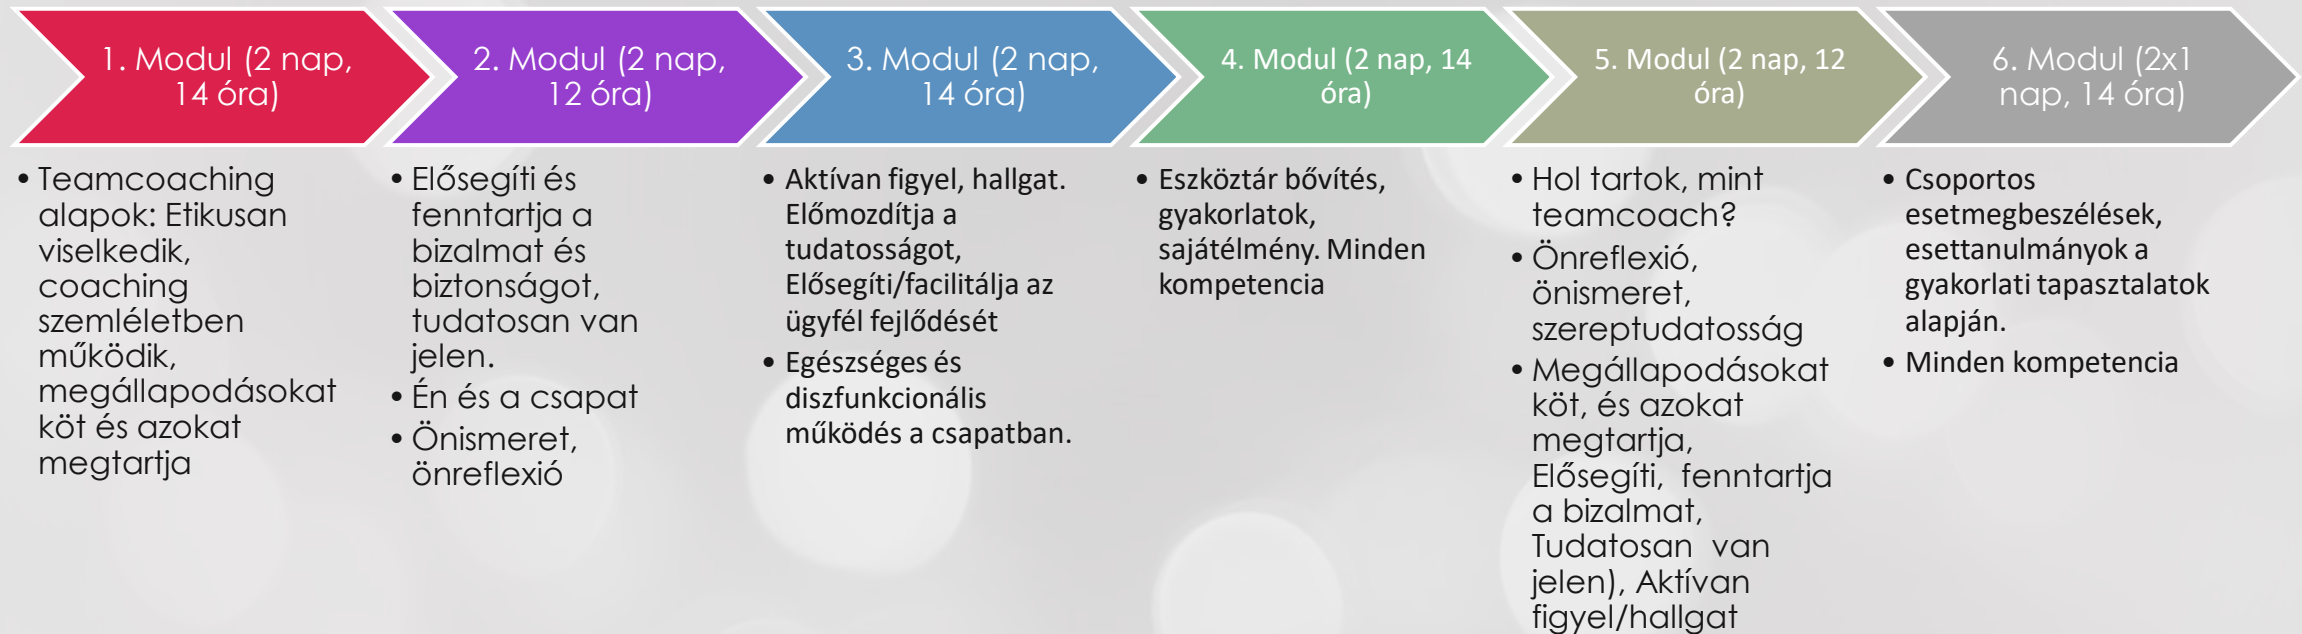 1. Modul (2 nap,
14 óra)
2. Modul (2 nap,
12 óra)
3. Modul (2 nap,
14 óra)
4. Modul (2 nap, 14
óra)
5. Modul (2 nap, 12
óra)
6. Modul (2x1
nap, 14 óra)
• Teamcoaching
alapok: Etikusan
viselkedik,
coaching
szemléletben
működik,
megállapodásokat
köt és azokat
megtartja
• Elősegíti és
fenntartja a
bizalmat és
biztonságot,
tudatosan van
jelen.
• Én és a csapat
• Önismeret,
önreflexió
• Aktívan figyel, hallgat.
Előmozdítja a
tudatosságot,
Elősegíti/facilitálja az
ügyfél fejlődését
• Egészséges és
diszfunkcionális
működés a csapatban.
• Eszköztár bővítés,
gyakorlatok,
sajátélmény. Minden
kompetencia
• Hol tartok, mint
teamcoach?
• Önreflexió,
önismeret,
szereptudatosság
• Megállapodásokat
köt, és azokat
megtartja,
Elősegíti,  fenntartja
a bizalmat,
Tudatosan  van
jelen), Aktívan
figyel/hallgat
• Csoportos
esetmegbeszélések,
esettanulmányok a
gyakorlati tapasztalatok
alapján.
• Minden kompetencia